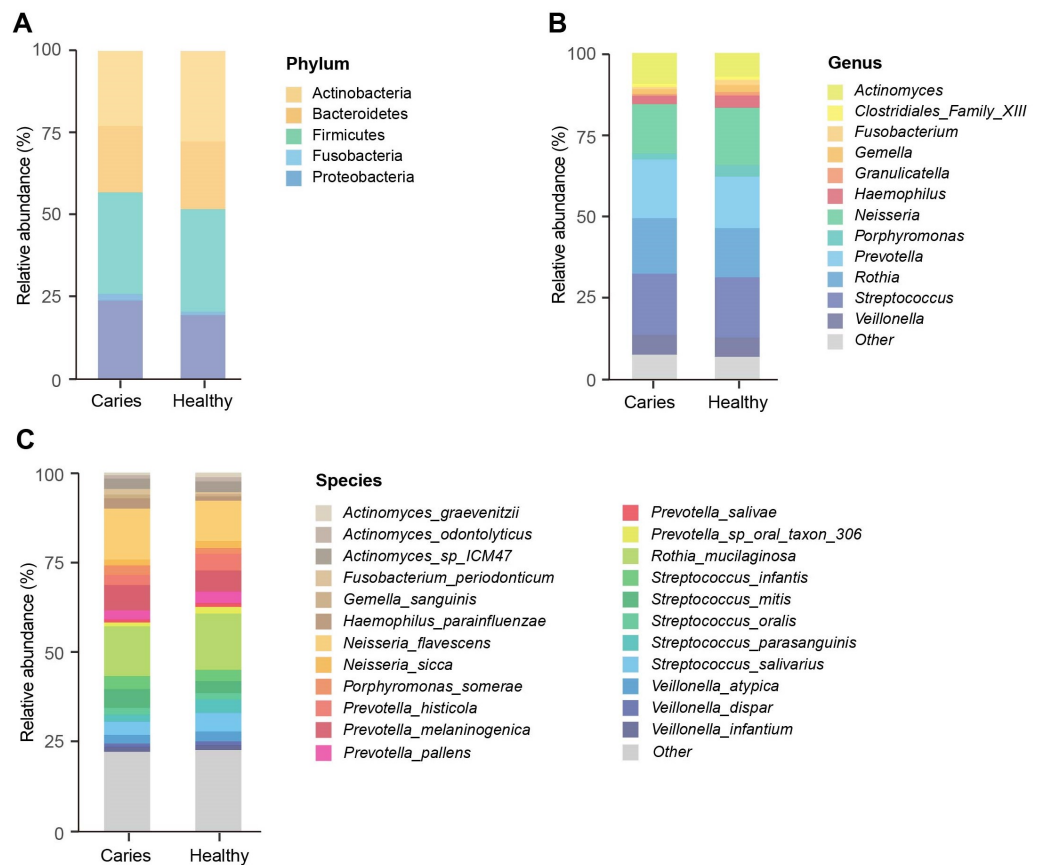 A
Relative abundance (%)
100
75
50
25
0
Caries Healthy
Phylum
Actinobacteria
Bacteroidetes
Firmicutes
Fusobacteria
Proteobacteria
B
Relative abundance (%)
100
75
50
25
0
Caries Healthy
Genus
Actinomyces
Clostridiales_Family_XIII
Fusobacterium
Gemella
Granulicatella
Haemophilus
Neisseria
Porphyromonas
Prevotella
Rothia
Streptococcus
Veillonella
Other
C
Relative abundance (%)
100
75
50
25
0
Caries Healthy
Species
Actinomyces_graevenitzii
Actinomyces_odontolyticus
Actinomyces_sp_ICM47
Fusobacterium_periodonticum
Gemella_sanguinis
Haemophilus_parainfluenzae
Neisseria_flavescens
Neisseria_sicca
Porphyromonas_somerae
Prevotella_histicola
Prevotella_melaninogenica
Prevotella_pallens
Prevotella_salivae
Prevotella_sp_oral_taxon_306
Rothia_mucilaginosa
Streptococcus_infantis
Streptococcus_mitis
Streptococcus_oralis
Streptococcus_parasanguinis
Streptococcus_salivarius
Veillonella_atypica
Veillonella_dispar
Veillonella_infantium
Other